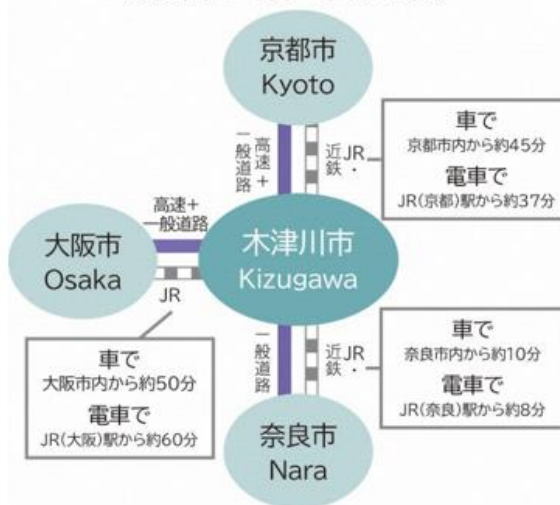 京都市
Kyoto
高速+
一般道路
JR・
近鉄
車で
京都市内から約45分
電車で
JR(京都)駅から約37分
高速+
一般道路
大阪市
Osaka
木津川市
Kizugawa
JR
車で
大阪市内から約50分
電車で
JR(大阪)駅から約60分
一般道路
JR・
近鉄
車で
奈良市内から約10分
電車で
JR(奈良)駅から約8分
奈良市
Nara